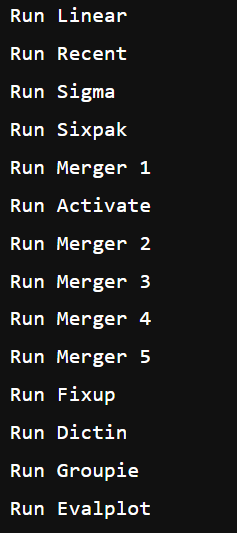 Run Linear
Run Recent
Run Sigma
Run Sixpak
Run Merger 1
Run Activate
Run Merger 2
Run Merger 3
Run Merger 4
Run Merger 5
Run Fixup
Run Dictin
Run Groupie
Run Evalplot